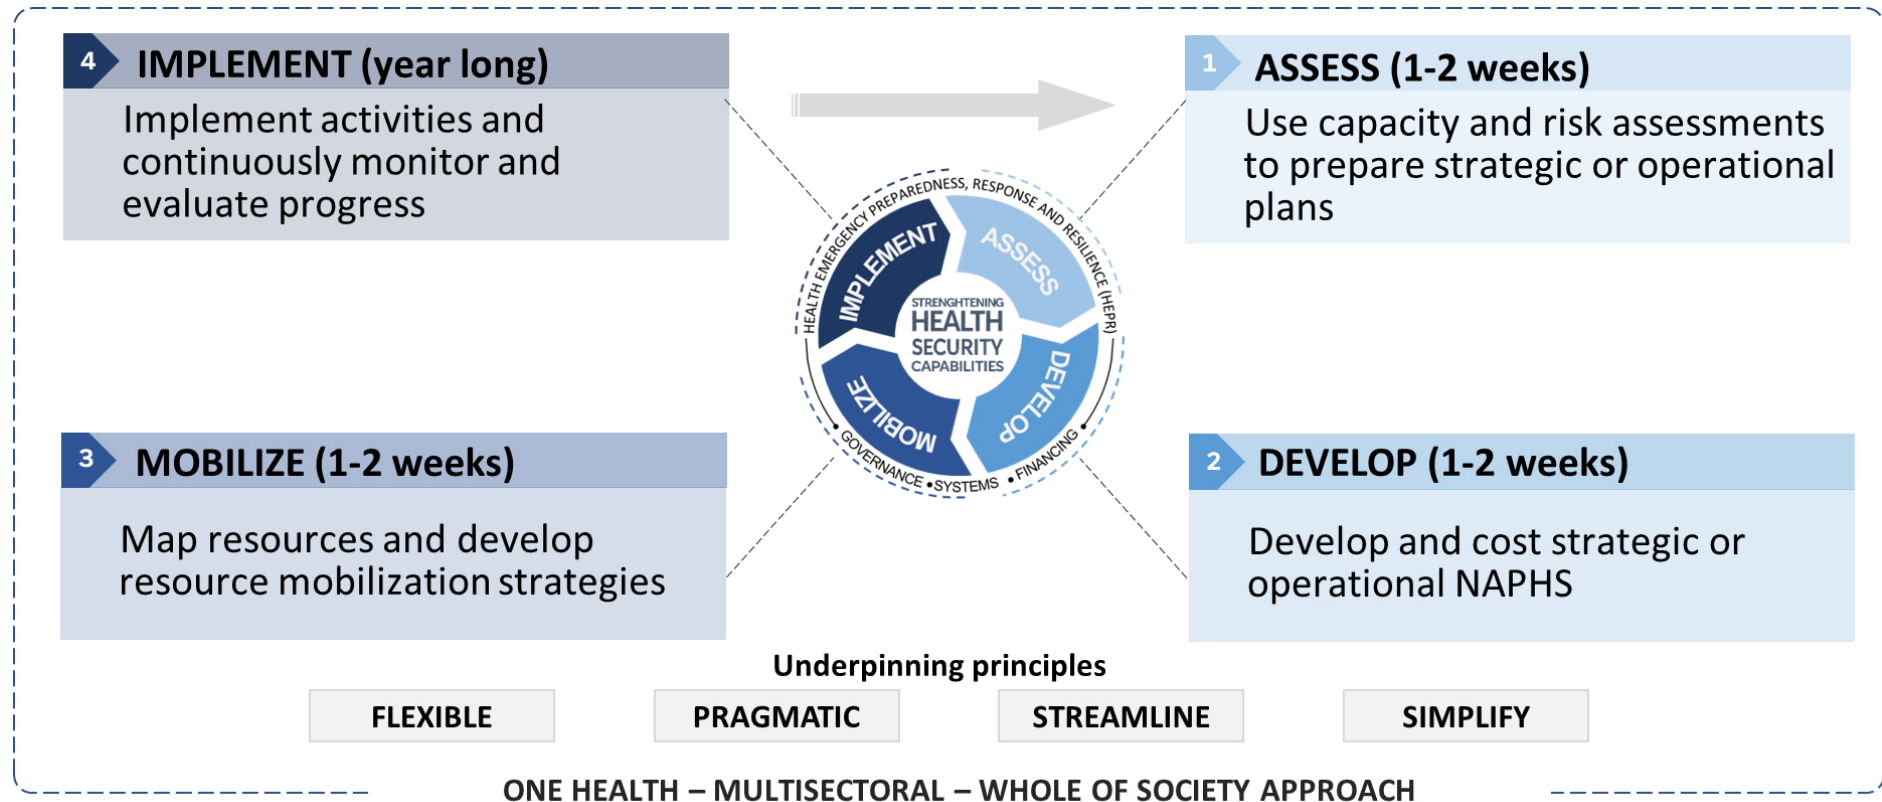 4
IMPLEMENT (year long)
Implement activities and
continuously monitor and
evaluate progress
1
ASSESS (1-2 weeks)
Use capacity and risk assessments
to prepare strategic or operational
plans
HEALTH EMERGENCY PREPAREDNESS, RESPONSE AND RESILIENCE (HEPR)
IMPLEMENT
ASSESS
STRENGHTENING
HEALTH
SECURITY
CAPABILITIES
MOBILIZE
DEVELOP
• GOVERNANCE •SYSTEMS • FINANCING •
3
MOBILIZE (1-2 weeks)
Map resources and develop
resource mobilization strategies
2
DEVELOP (1-2 weeks)
Develop and cost strategic or
operational NAPHS
Underpinning principles
FLEXIBLE
PRAGMATIC
STREAMLINE
SIMPLIFY
ONE HEALTH – MULTISECTORAL – WHOLE OF SOCIETY APPROACH